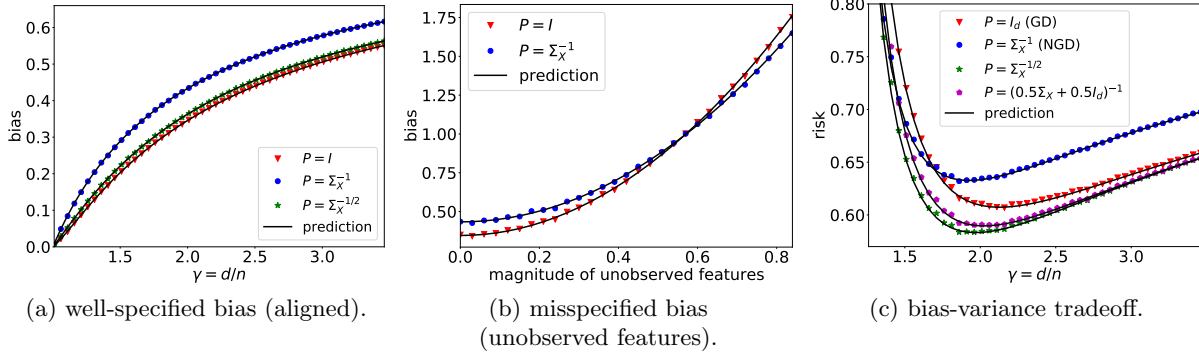 0.6
0.5
0.4
0.3
0.2
0.1
0.0
bias
P = I
P = Σ_X^{-1}
P = Σ_X^{-1/2}
prediction
1.5 2.0 2.5 3.0
γ = d/n
(a) well-specified bias (aligned).
1.75
1.50
1.25
1.00
0.75
0.50
0.25
bias
P = I
P = Σ_X^{-1}
prediction
0.0 0.2 0.4 0.6 0.8
magnitude of unobserved features
(b) misspecified bias
(unobserved features).
0.80
0.75
0.70
0.65
0.60
risk
P = I_d (GD)
P = Σ_X^{-1} (NGD)
P = Σ_X^{-1/2}
P = (0.5Σ_X + 0.5I_d)^{-1}
prediction
1.5 2.0 2.5 3.0
γ = d/n
(c) bias-variance tradeoff.